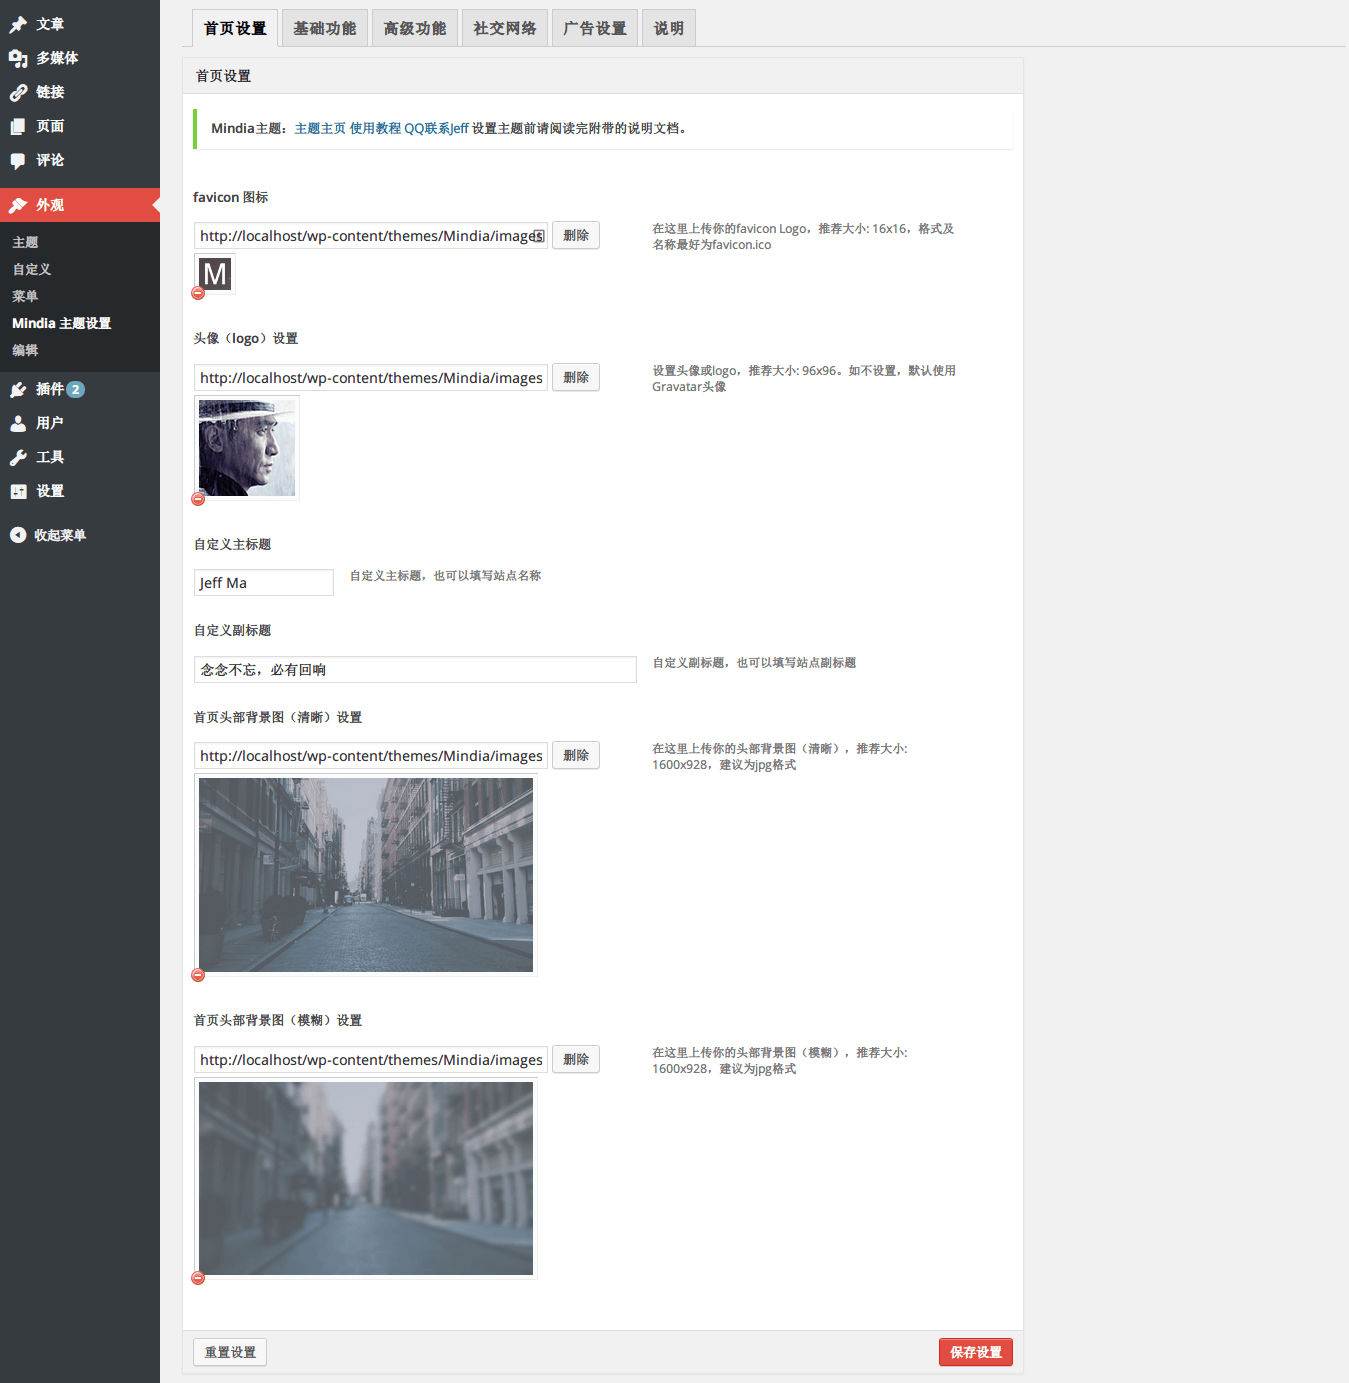 文章
多媒体
链接
页面
评论
外观
主题
自定义
菜单
Mindia 主题设置
编辑
插件 2
用户
工具
设置
收起菜单
首页设置 基础功能 高级功能 社交网络 广告设置 说明
首页设置
Mindia主题：主题主页 使用教程 QQ联系Jeff 设置主题前请阅读完附带的说明文档。
favicon 图标
http://localhost/wp-content/themes/Mindia/images 删除
在这里上传你的favicon Logo，推荐大小: 16x16，格式及
名称最好为favicon.ico
M
头像（logo）设置
http://localhost/wp-content/themes/Mindia/images 删除
设置头像或logo，推荐大小: 96x96。如不设置，默认使用
Gravatar头像
自定义主标题
Jeff Ma
自定义主标题，也可以填写站点名称
自定义副标题
念念不忘，必有回响
自定义副标题，也可以填写站点副标题
首页头部背景图（清晰）设置
http://localhost/wp-content/themes/Mindia/images 删除
在这里上传你的头部背景图（清晰），推荐大小:
1600x928，建议为jpg格式
首页头部背景图（模糊）设置
http://localhost/wp-content/themes/Mindia/images 删除
在这里上传你的头部背景图（模糊），推荐大小:
1600x928，建议为jpg格式
重置设置 保存设置